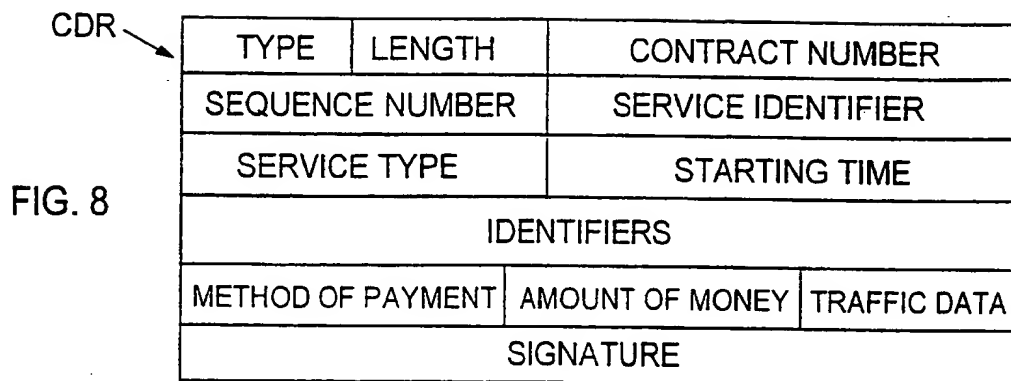 CDR
TYPE LENGTH CONTRACT NUMBER
SEQUENCE NUMBER SERVICE IDENTIFIER
SERVICE TYPE STARTING TIME
FIG. 8
IDENTIFIERS
METHOD OF PAYMENT AMOUNT OF MONEY TRAFFIC DATA
SIGNATURE